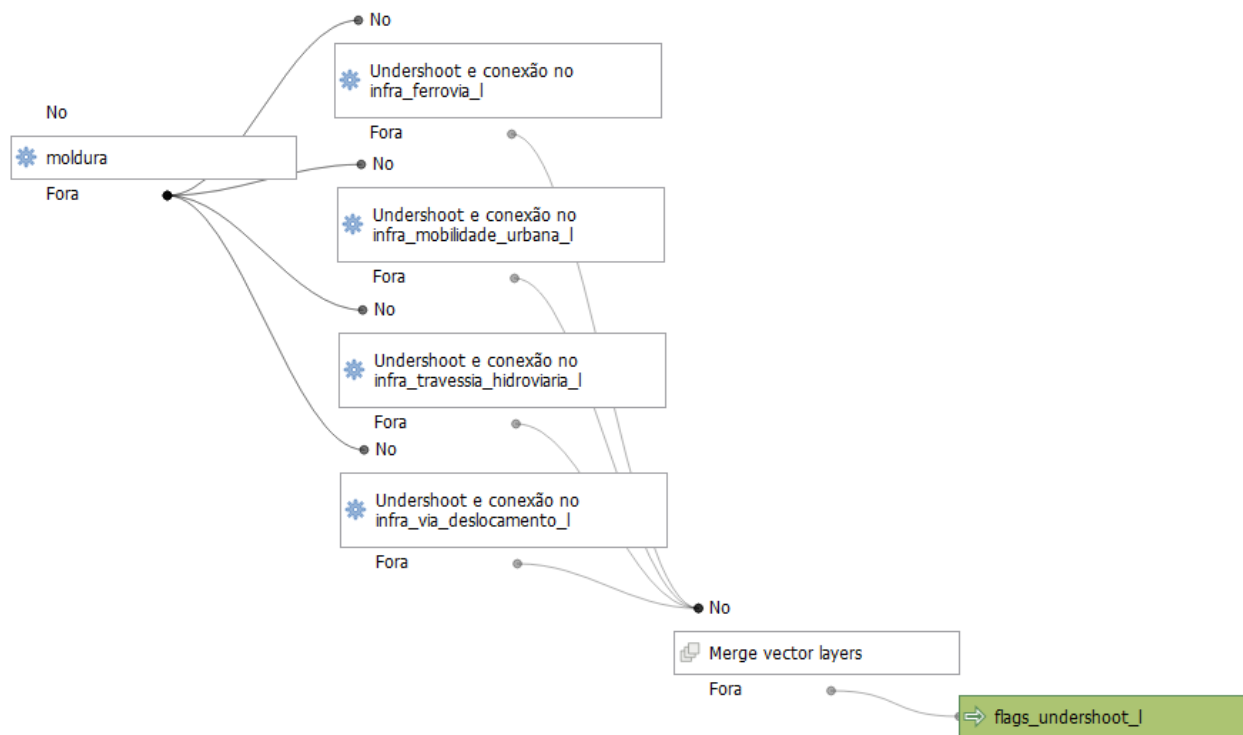 No
Undershoot e conexão no
infra_ferrovia_l
Fora
No
moldura
Fora
No
Undershoot e conexão no
infra_mobilidade_urbana_l
Fora
No
Undershoot e conexão no
infra_travessia_hidroviaria_l
Fora
No
Undershoot e conexão no
infra_via_deslocamento_l
Fora
No
Merge vector layers
Fora
flags_undershoot_l